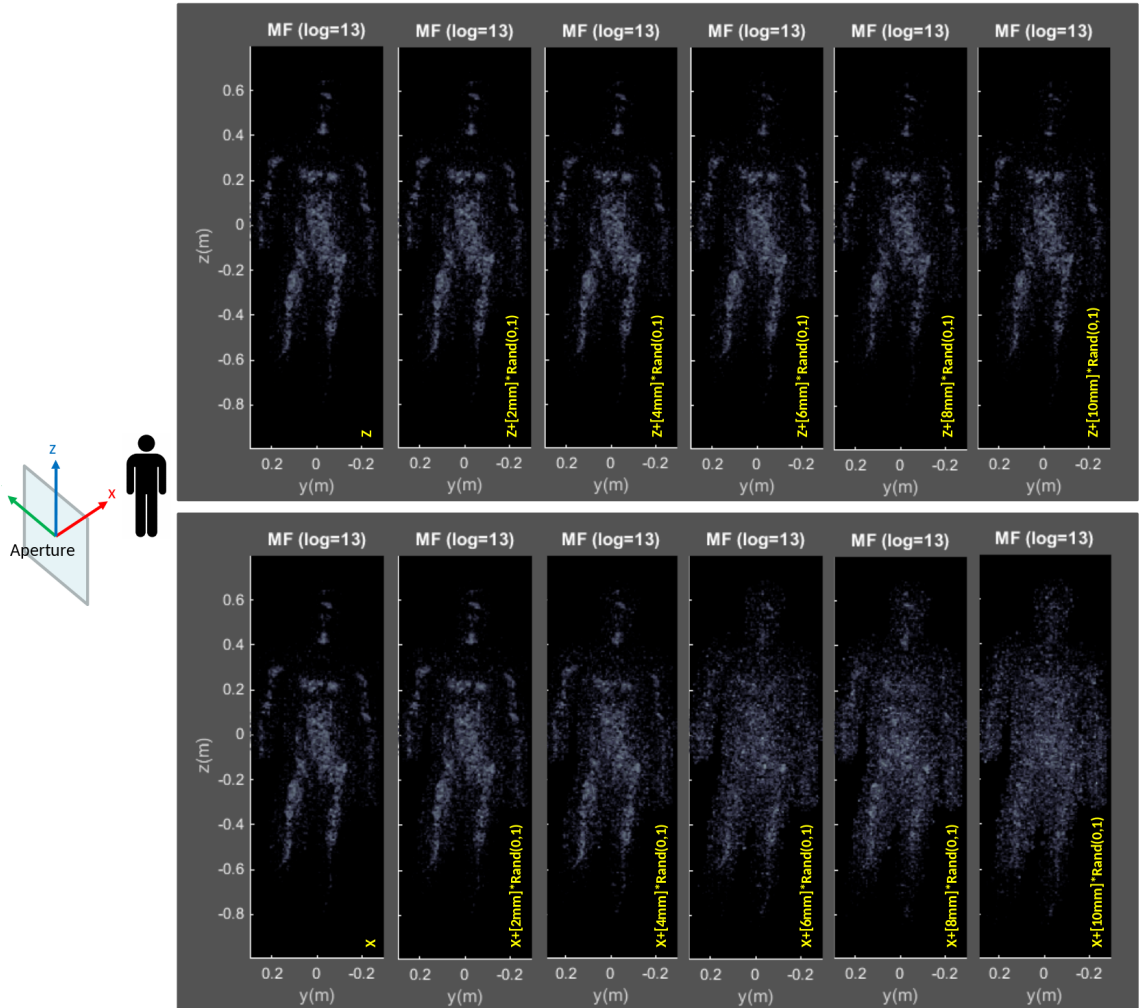 MF (log=13) MF (log=13) MF (log=13) MF (log=13) MF (log=13) MF (log=13)
0.6
0.4
0.2
0
-0.2
-0.4
-0.6
-0.8
z(m)
Z
Z+[2mm]*Rand(0,1)
Z+[4mm]*Rand(0,1)
Z+[6mm]*Rand(0,1)
Z+[8mm]*Rand(0,1)
Z+[10mm]*Rand(0,1)
0.2 0 -0.2 0.2 0 -0.2 0.2 0 -0.2 0.2 0 -0.2 0.2 0 -0.2 0.2 0 -0.2
y(m) y(m) y(m) y(m) y(m) y(m)
Z
X
Aperture
MF (log=13) MF (log=13) MF (log=13) MF (log=13) MF (log=13) MF (log=13)
0.6
0.4
0.2
0
-0.2
-0.4
-0.6
-0.8
z(m)
X
X+[2mm]*Rand(0,1)
X+[4mm]*Rand(0,1)
X+[6mm]*Rand(0,1)
X+[8mm]*Rand(0,1)
X+[10mm]*Rand(0,1)
0.2 0 -0.2 0.2 0 -0.2 0.2 0 -0.2 0.2 0 -0.2 0.2 0 -0.2 0.2 0 -0.2
y(m) y(m) y(m) y(m) y(m) y(m)